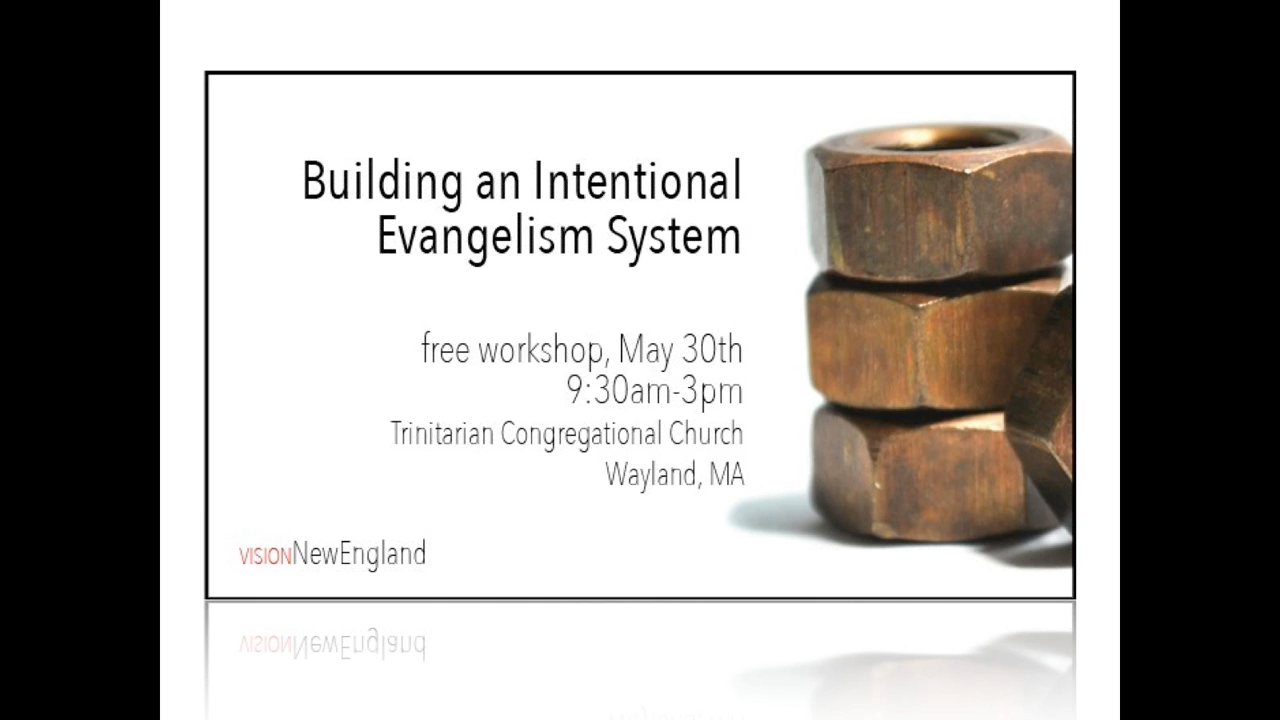 Building an Intentional
Evangelism System
free workshop, May 30th
9:30am-3pm
Trinitarian Congregational Church
Wayland, MA
VISIONNewEngland